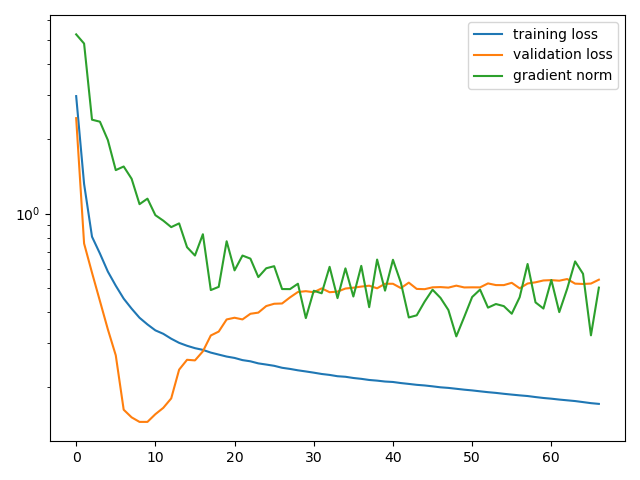 training loss
validation loss
gradient norm
10⁰
0 10 20 30 40 50 60